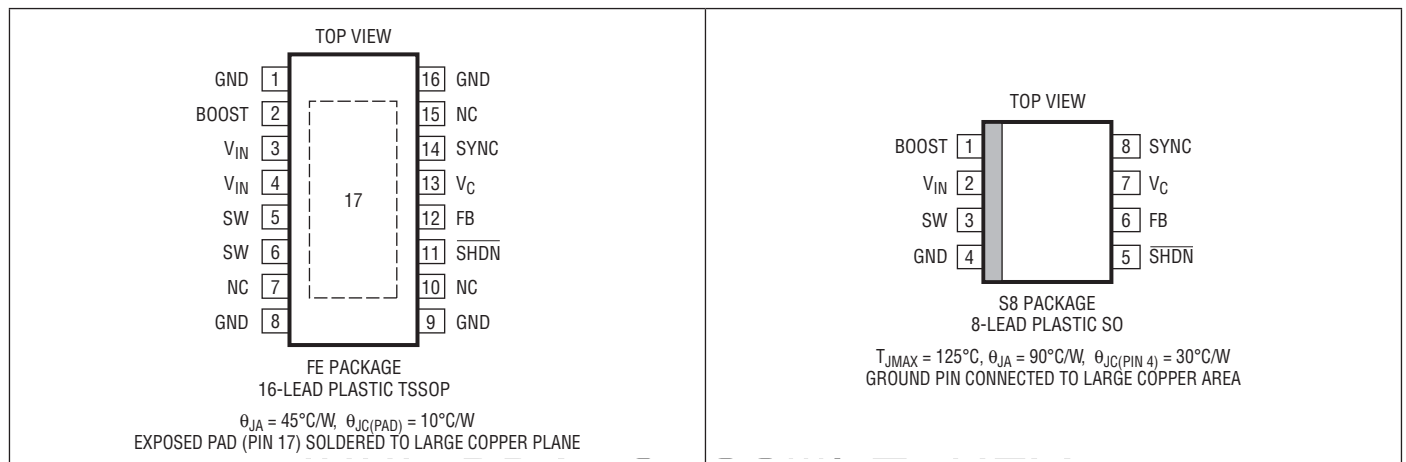 TOP VIEW
GND 1 16 GND
BOOST 2 15 NC
VIN 3 14 SYNC
VIN 4 13 VC
17
SW 5 12 FB
SW 6 11 SHDN
NC 7 10 NC
GND 8 9 GND
FE PACKAGE
16-LEAD PLASTIC TSSOP
θJA = 45°C/W, θJC(PAD) = 10°C/W
EXPOSED PAD (PIN 17) SOLDERED TO LARGE COPPER PLANE
TOP VIEW
BOOST 1 8 SYNC
VIN 2 7 VC
SW 3 6 FB
GND 4 5 SHDN
S8 PACKAGE
8-LEAD PLASTIC SO
TJMAX = 125°C, θJA = 90°C/W, θJC(PIN 4) = 30°C/W
GROUND PIN CONNECTED TO LARGE COPPER AREA